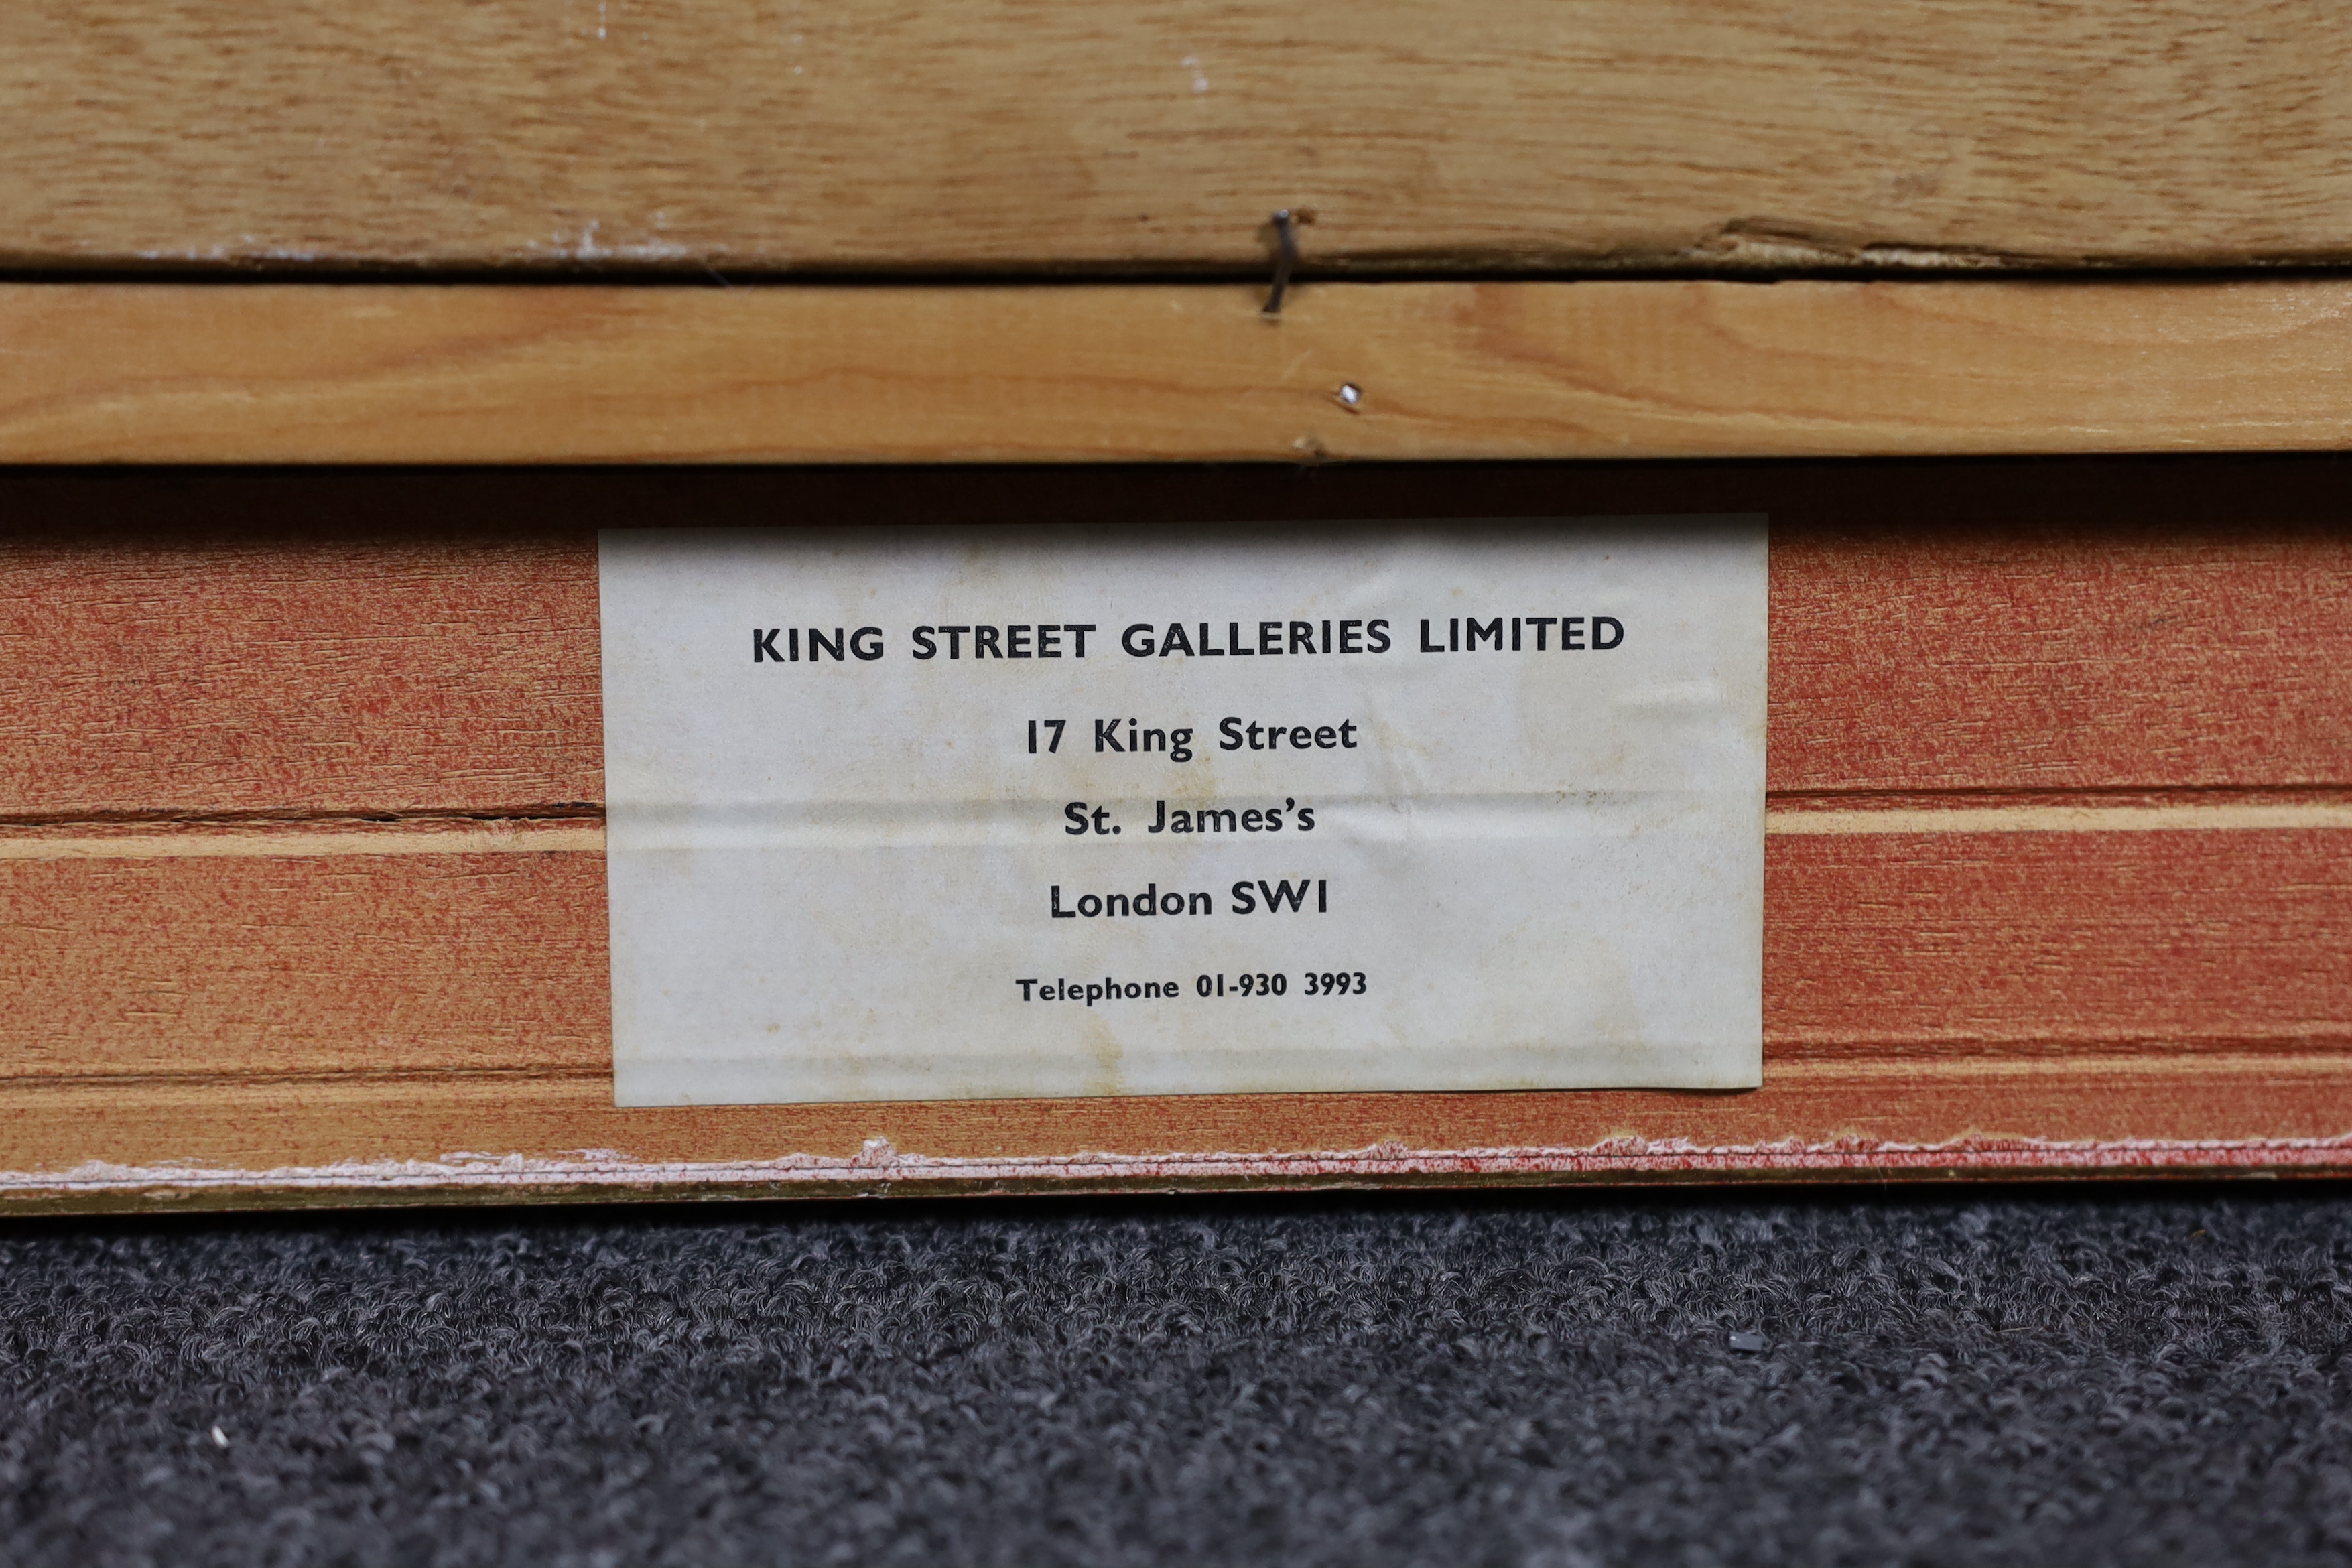 KING STREET GALLERIES LIMITED
17 King Street
St. James's
London SW1
Telephone 01-930 3993